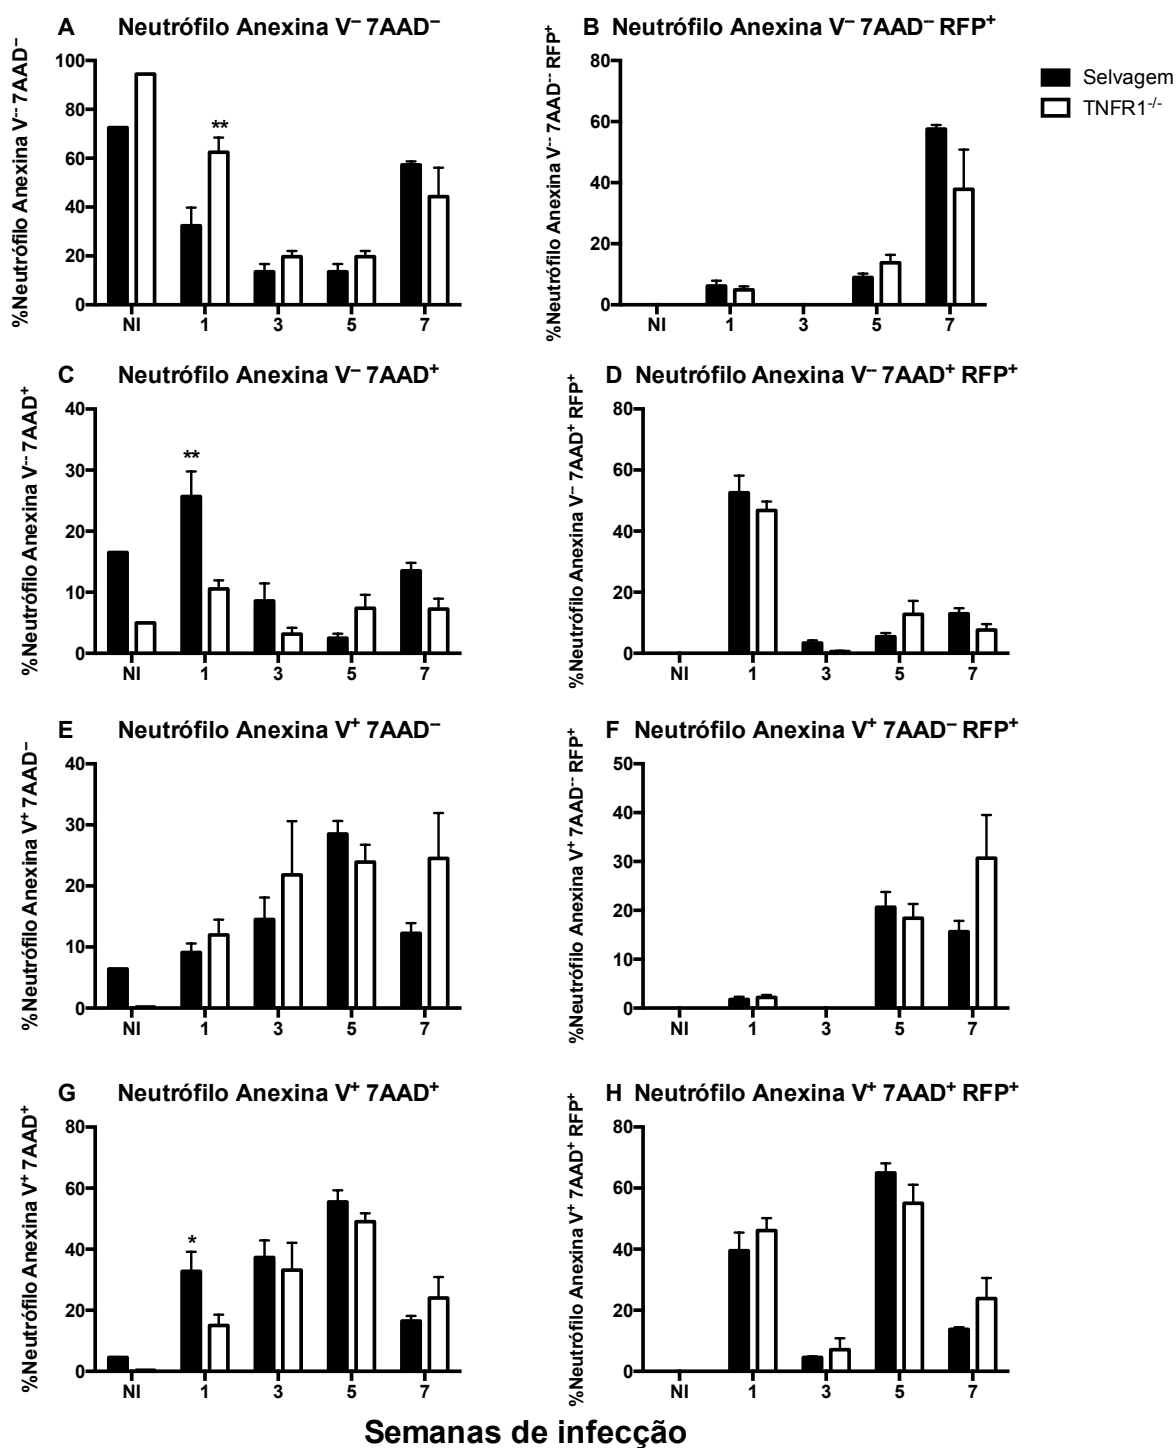 A Neutrófilo Anexina V– 7AAD–
B Neutrófilo Anexina V– 7AAD-- RFP+
Selvagem
TNFR1-/-
%Neutrófilo Anexina V-- 7AAD–
100
80
60
40
20
0
NI 1 3 5 7
**
%Neutrófilo Anexina V-- 7AAD-- RFP+
80
60
40
20
0
NI 1 3 5 7
C Neutrófilo Anexina V– 7AAD+
D Neutrófilo Anexina V-- 7AAD+ RFP+
%Neutrófilo Anexina V-- 7AAD+
40
30
20
10
0
NI 1 3 5 7
**
%Neutrófilo Anexina V– 7AAD+ RFP+
80
60
40
20
0
NI 1 3 5 7
E Neutrófilo Anexina V+ 7AAD--
F Neutrófilo Anexina V+ 7AAD– RFP+
%Neutrófilo Anexina V+ 7AAD–
40
30
20
10
0
NI 1 3 5 7
%Neutrófilo Anexina V+ 7AAD-- RFP+
50
40
30
20
10
0
NI 1 3 5 7
G Neutrófilo Anexina V+ 7AAD+
H Neutrófilo Anexina V+ 7AAD+ RFP+
%Neutrófilo Anexina V+ 7AAD+
80
60
40
20
0
NI 1 3 5 7
*
%Neutrófilo Anexina V+ 7AAD+ RFP+
80
60
40
20
0
NI 1 3 5 7
Semanas de infecção